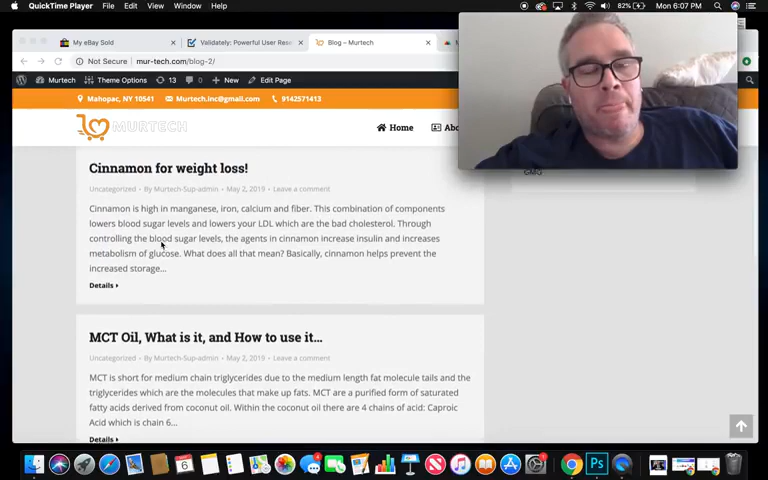 QuickTime Player File Edit View Window Help 82% Mon 6:07 PM
My eBay Sold Validately: Powerful User Rese Blog – Murtech
Not Secure mur-tech.com/blog-2/
Murtech Theme Options 13 0 New Edit Page
Mahopac, NY 10541 Murtech.inc@gmail.com 9142571413
MURTECH Home Abo
GMO
Cinnamon for weight loss!
Uncategorized • By Murtech-Sup-admin • May 2, 2019 • Leave a comment
Cinnamon is high in manganese, iron, calcium and fiber. This combination of components
lowers blood sugar levels and lowers your LDL which are the bad cholesterol. Through
controlling the blood sugar levels, the agents in cinnamon increase insulin and increases
metabolism of glucose. What does all that mean? Basically, cinnamon helps prevent the
increased storage...
Details
MCT Oil, What is it, and How to use it...
Uncategorized • By Murtech-Sup-admin • May 2, 2019 • Leave a comment
MCT is short for medium chain triglycerides due to the medium length fat molecule tails and the
triglycerides which are the molecules that make up fats. MCT are a purified form of saturated
fatty acids derived from coconut oil. Within the coconut oil there are 4 chains of acid: Caproic
Acid which is chain 6...
Details
6
Ps